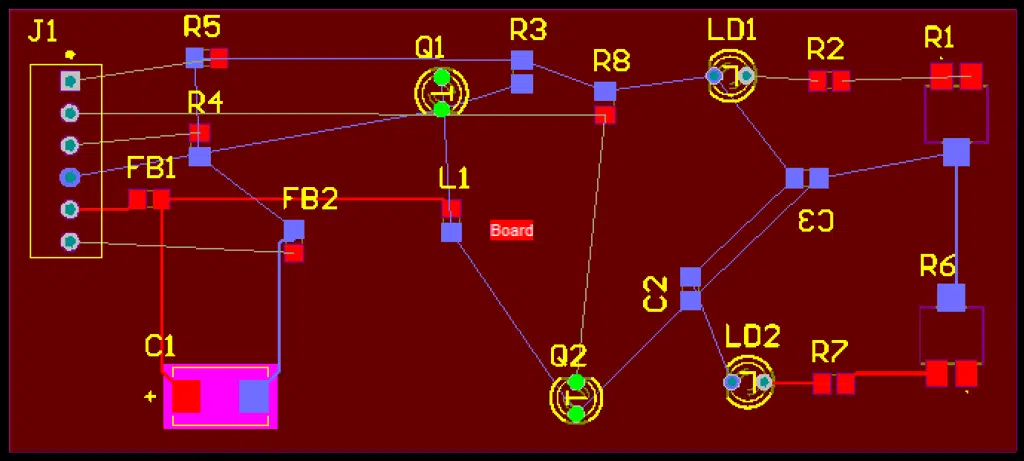 J1
R5
Q1
R3
R8
LD1
R2
R1
R4
FB1
FB2
L1
Board
C3
C2
R6
C1
+
Q2
LD2
R7